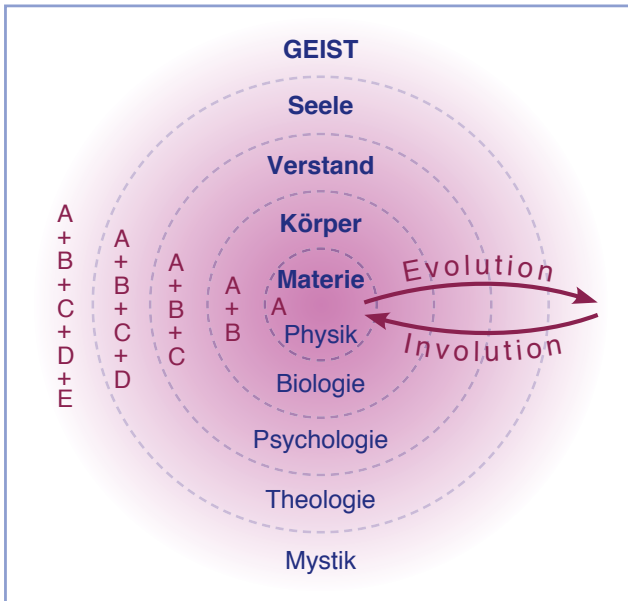 GEIST
Seele
Verstand
Körper
Materie
A
A+B
A+B+C
A+B+C+D
A+B+C+D+E
Evolution
Involution
Physik
Biologie
Psychologie
Theologie
Mystik